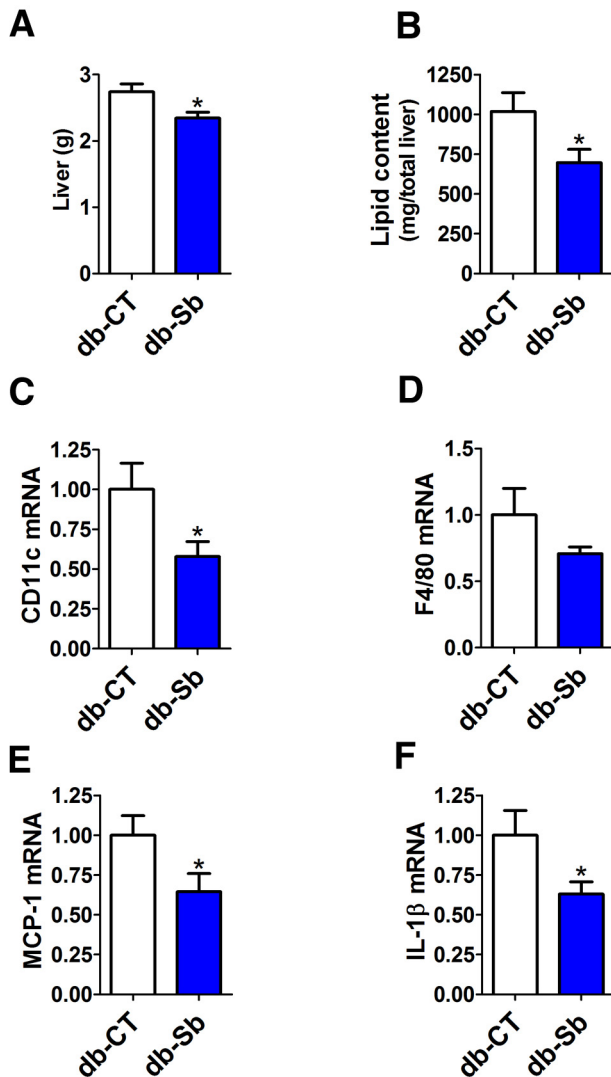 A
Liver (g)
3
2
1
0
*
db-CT
db-Sb
B
Lipid content
(mg/total liver)
1250
1000
750
500
250
0
*
db-CT
db-Sb
C
CD11c mRNA
1.25
1.00
0.75
0.50
0.25
0.00
*
db-CT
db-Sb
D
F4/80 mRNA
1.5
1.0
0.5
0.0
db-CT
db-Sb
E
MCP-1 mRNA
1.25
1.00
0.75
0.50
0.25
0.00
*
db-CT
db-Sb
F
IL-1β mRNA
1.25
1.00
0.75
0.50
0.25
0.00
*
db-CT
db-Sb